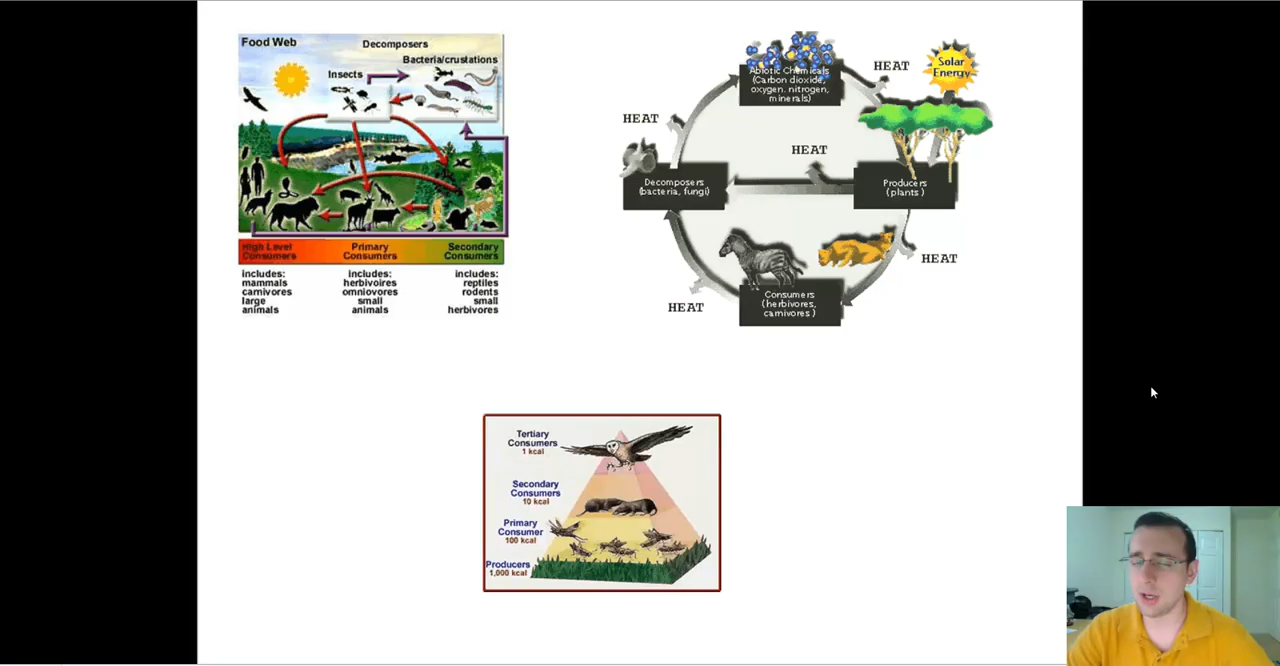 Food Web
Decomposers
Bacteria/crustations
Insects
High Level
Consumers
Primary
Consumers
Secondary
Consumers
includes:
mammals
carnivores
large
animals
includes:
herbivoires
omniovores
small
animals
includes:
reptiles
rodents
small
herbivores
Abiotic Chemicals
(Carbon dioxide,
oxygen. nitrogen,
minerals)
HEAT
Solar
Energy
HEAT
HEAT
Decomposers
(bacteria, fungi)
Producers
(plants)
HEAT
HEAT
Consumers
(herbivores,
carnivores)
Tertiary
Consumers
1 kcal
Secondary
Consumers
10 kcal
Primary
Consumer
100 kcal
Producers
1,000 kcal